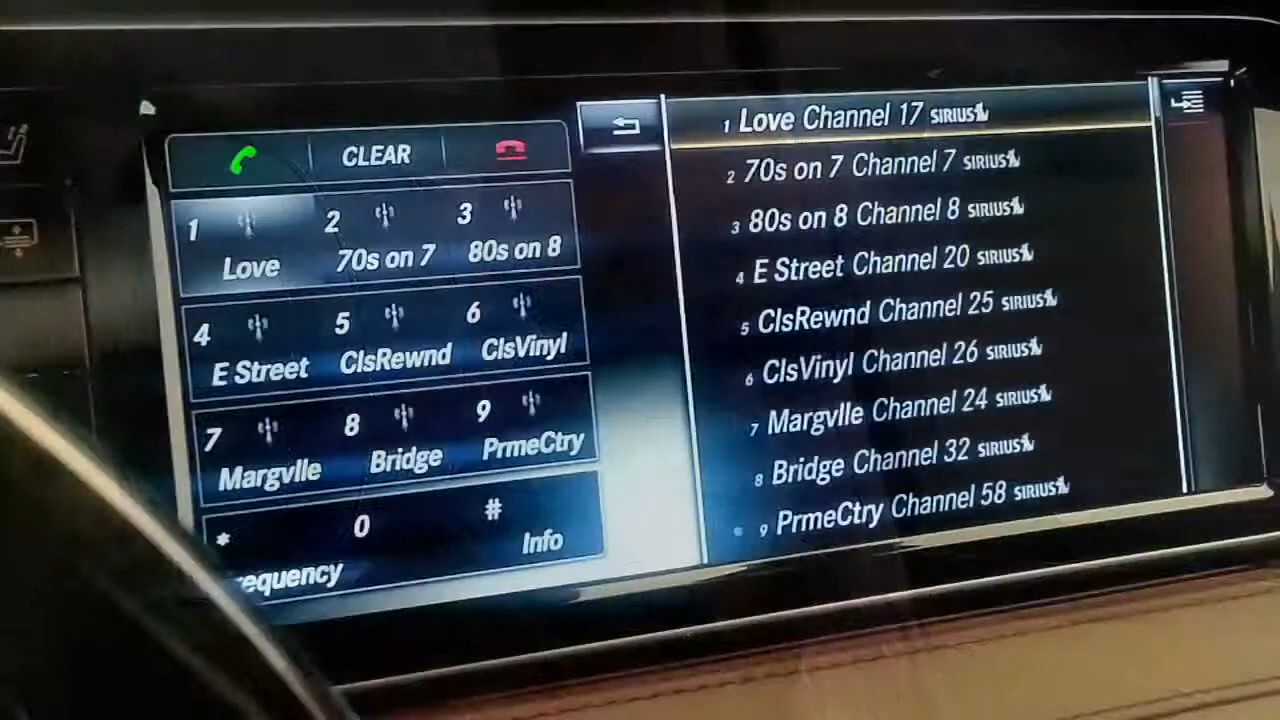 CLEAR
1 2 3
Love 70s on 7 80s on 8
4 5 6
E Street ClsRewnd ClsVinyl
7 8 9
Margvlle Bridge PrmeCtry
* 0 #
equency Info
1 Love Channel 17 SIRIUS
2 70s on 7 Channel 7 SIRIUS
3 80s on 8 Channel 8 SIRIUS
4 E Street Channel 20 SIRIUS
5 ClsRewnd Channel 25 SIRIUS
6 ClsVinyl Channel 26 SIRIUS
7 Margvlle Channel 24 SIRIUS
8 Bridge Channel 32 SIRIUS
9 PrmeCtry Channel 58 SIRIUS